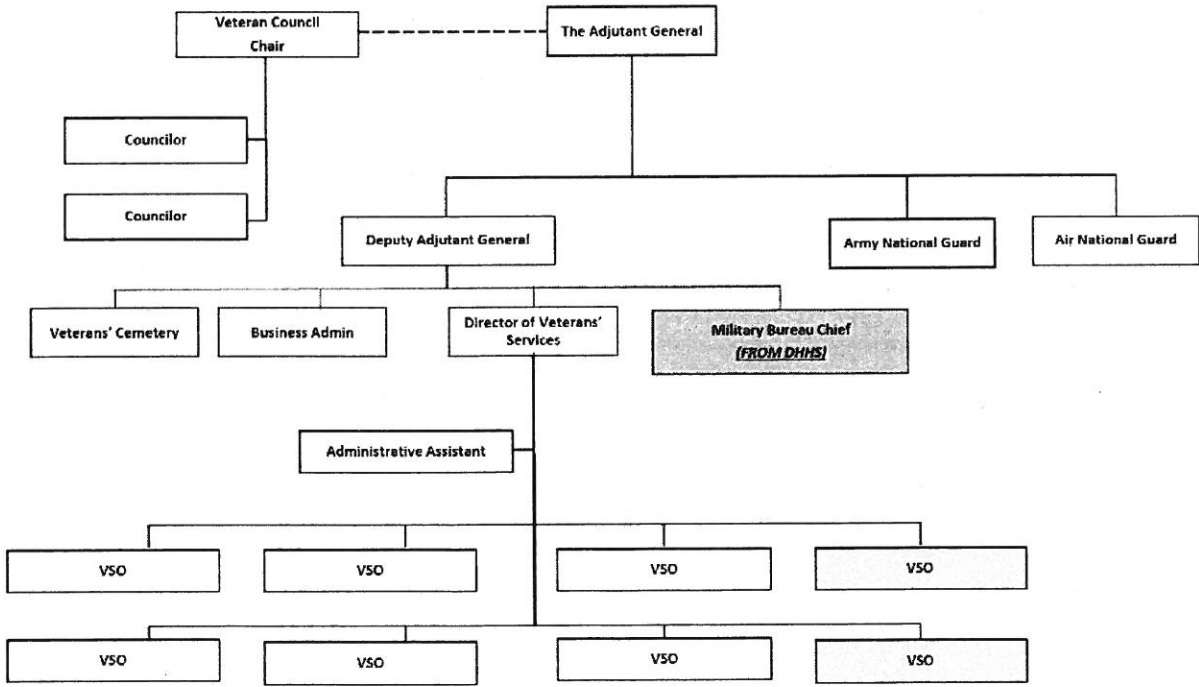 Veteran Council
Chair
The Adjutant General
Councilor
Councilor
Deputy Adjutant General
Army National Guard
Air National Guard
Veterans' Cemetery
Business Admin
Director of Veterans'
Services
Military Bureau Chief
(FROM DHHS)
Administrative Assistant
VSO
VSO
VSO
VSO
VSO
VSO
VSO
VSO